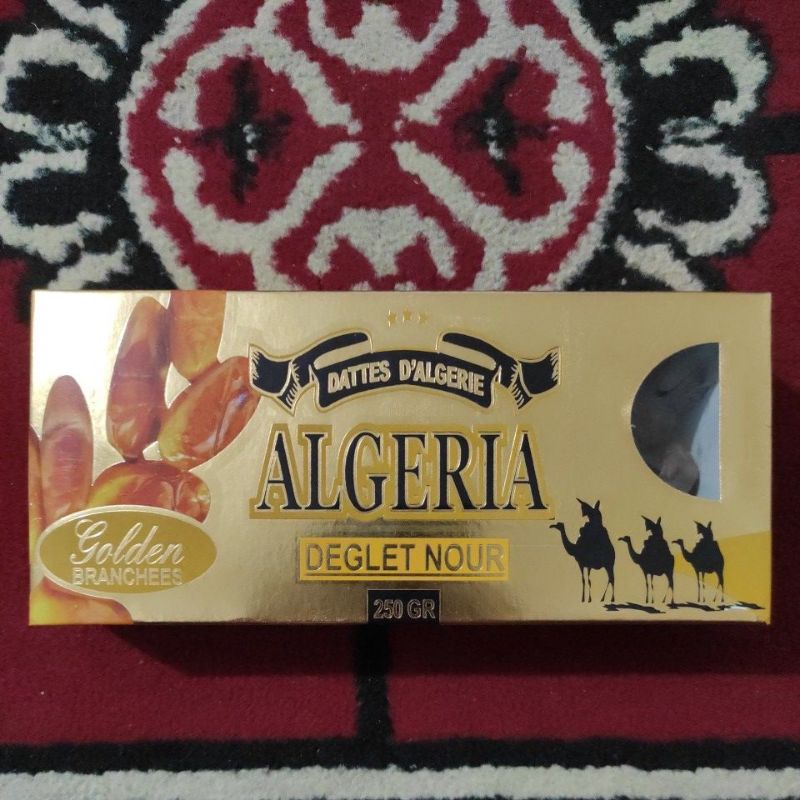 DATTES D'ALGERIE
ALGERIA
DEGLET NOUR
Golden
BRANCHEES
250 GR